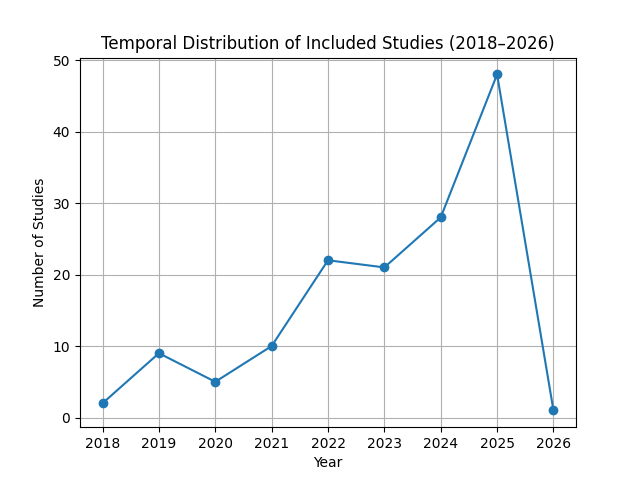 Temporal Distribution of Included Studies (2018–2026)
50
40
30
20
10
0
Number of Studies
2018 2019 2020 2021 2022 2023 2024 2025 2026
Year